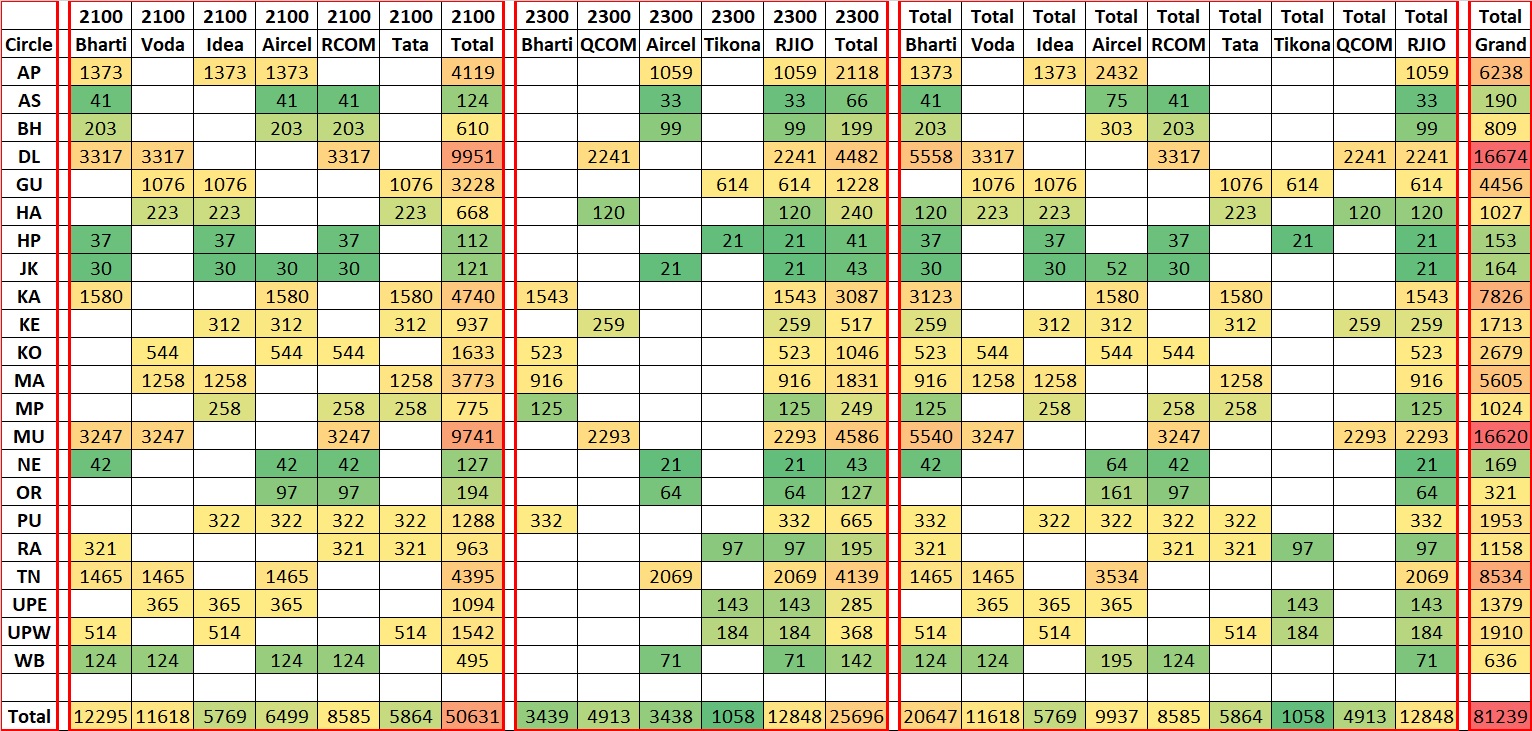 2100 2100 2100 2100 2100 2100 2100 2300 2300 2300 2300 2300 2300 Total Total Total Total Total Total Total Total Total Total
Circle Bharti Voda Idea Aircel RCOM Tata Total Bharti QCOM Aircel Tikona RJIO Total Bharti Voda Idea Aircel RCOM Tata Tikona QCOM RJIO Grand
AP 1373 1373 1373 4119 1059 1059 2118 1373 1373 2432 1059 6238
AS 41 41 41 124 33 33 66 41 75 41 33 190
BH 203 203 203 610 99 99 199 203 303 203 99 809
DL 3317 3317 3317 9951 2241 2241 4482 5558 3317 3317 2241 2241 16674
GU 1076 1076 1076 3228 614 614 1228 1076 1076 1076 614 614 4456
HA 223 223 223 668 120 120 240 120 223 223 223 120 120 1027
HP 37 37 37 112 21 21 41 37 37 37 21 21 153
JK 30 30 30 30 121 21 21 43 30 30 52 30 21 164
KA 1580 1580 1580 4740 1543 1543 3087 3123 1580 1580 1543 7826
KE 312 312 312 937 259 259 517 259 312 312 312 259 259 1713
KO 544 544 544 1633 523 523 1046 523 544 544 544 523 2679
MA 1258 1258 1258 3773 916 916 1831 916 1258 1258 1258 916 5605
MP 258 258 258 775 125 125 249 125 258 258 258 125 1024
MU 3247 3247 3247 9741 2293 2293 4586 5540 3247 3247 2293 2293 16620
NE 42 42 42 127 21 21 43 42 64 42 21 169
OR 97 97 194 64 64 127 161 97 64 321
PU 322 322 322 322 1288 332 332 665 332 322 322 322 322 332 1953
RA 321 321 321 963 97 97 195 321 321 321 97 97 1158
TN 1465 1465 1465 4395 2069 2069 4139 1465 1465 3534 2069 8534
UPE 365 365 365 1094 143 143 285 365 365 365 143 143 1379
UPW 514 514 514 1542 184 184 368 514 514 514 184 184 1910
WB 124 124 124 124 495 71 71 142 124 124 195 124 71 636
Total 12295 11618 5769 6499 8585 5864 50631 3439 4913 3438 1058 12848 25696 20647 11618 5769 9937 8585 5864 1058 4913 12848 81239